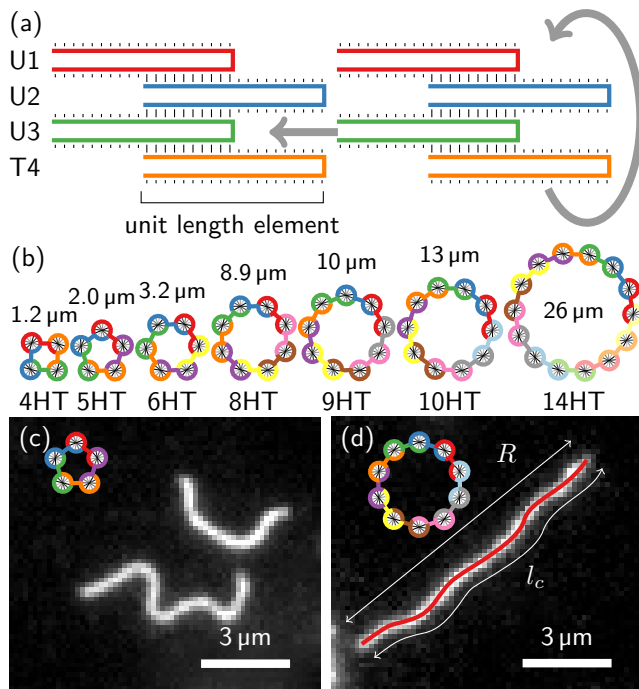 (a)
U1
U2
U3
T4
unit length element
(b)
1.2 μm
2.0 μm
3.2 μm
8.9 μm
10 μm
13 μm
26 μm
4HT
5HT
6HT
8HT
9HT
10HT
14HT
(c)
3 μm
(d)
R
l_c
3 μm